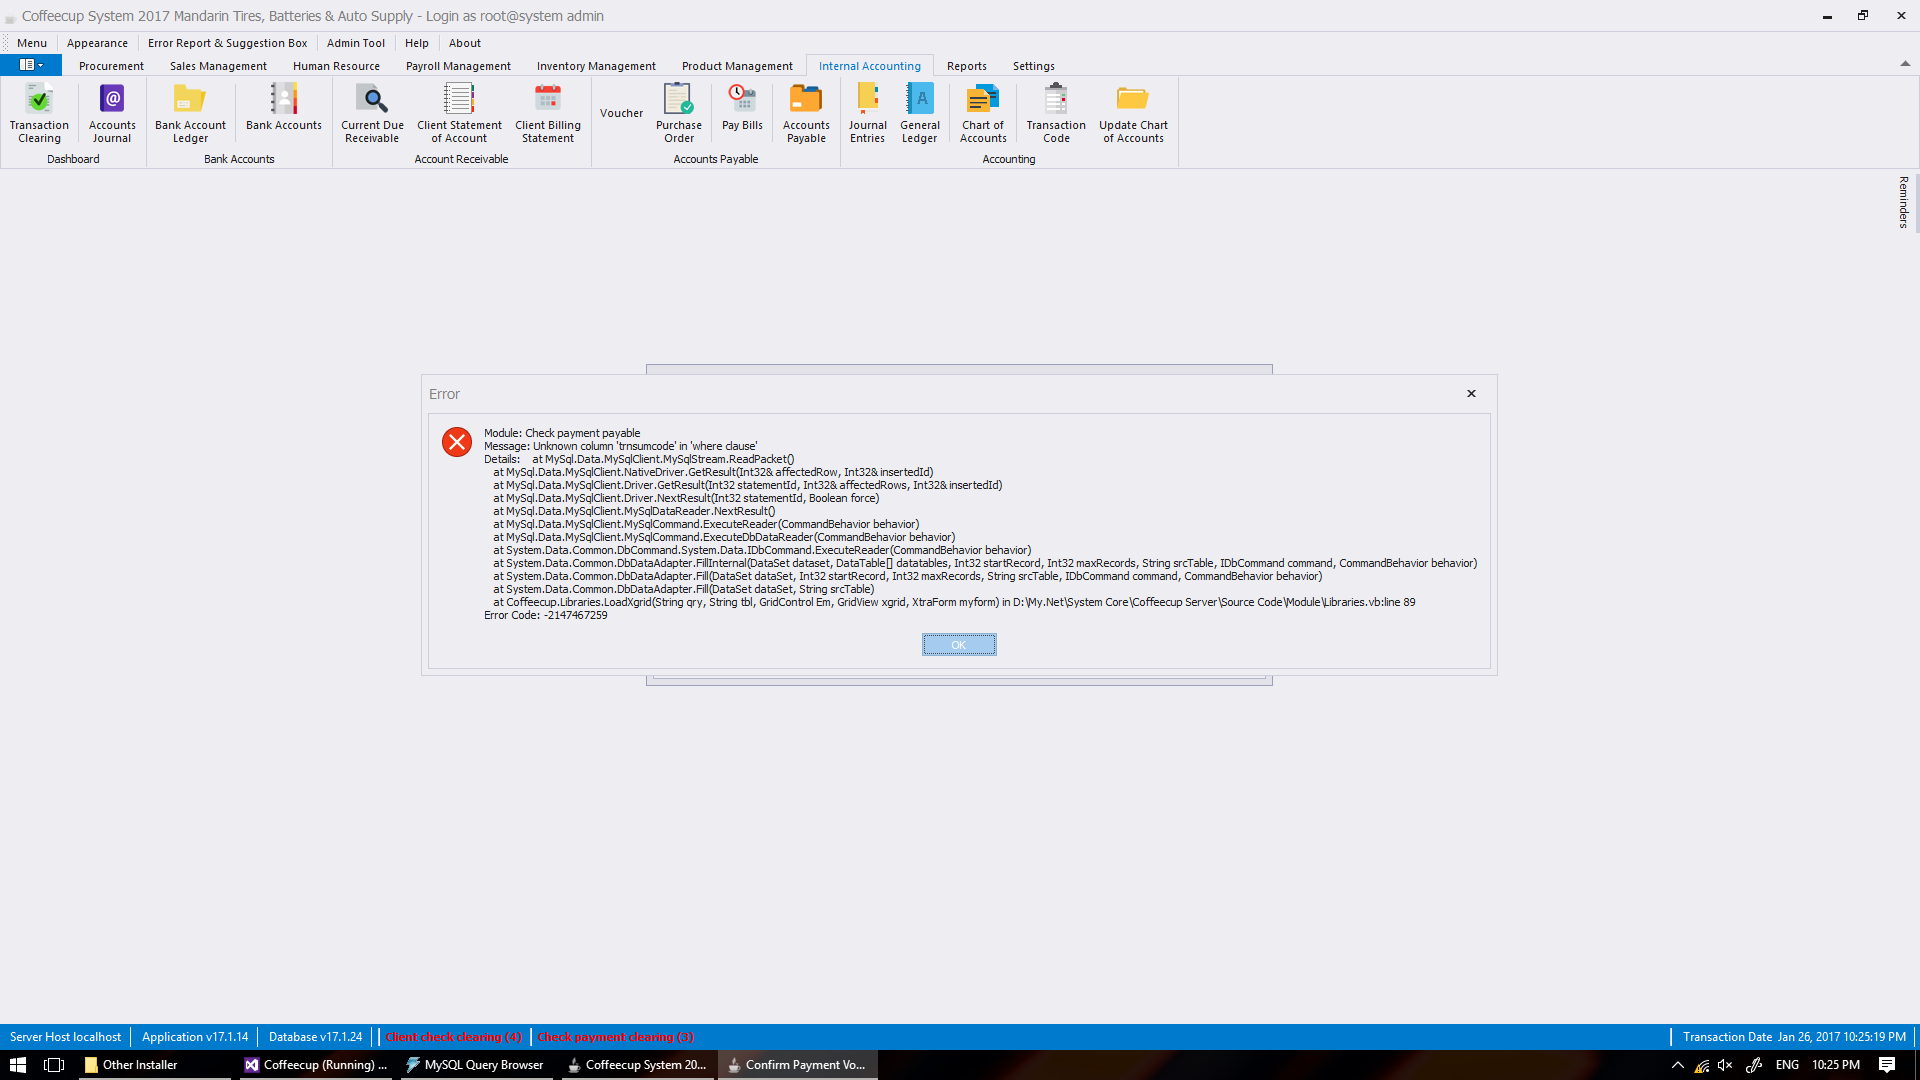 Coffeecup System 2017 Mandarin Tires, Batteries & Auto Supply - Login as root@system admin
Menu
Appearance
Error Report & Suggestion Box
Admin Tool
Help
About
Procurement
Sales Management
Human Resource
Payroll Management
Inventory Management
Product Management
Internal Accounting
Reports
Settings
Transaction
Clearing
Accounts
Journal
Dashboard
Bank Account
Ledger
Bank Accounts
Bank Accounts
Current Due
Receivable
Client Statement
of Account
Client Billing
Statement
Account Receivable
Voucher
Purchase
Order
Pay Bills
Accounts
Payable
Accounts Payable
Journal
Entries
General
Ledger
Chart of
Accounts
Transaction
Code
Update Chart
of Accounts
Accounting
Reminders
Error
Module: Check payment payable
Message: Unknown column 'trnsumcode' in 'where clause'
Details:    at MySql.Data.MySqlClient.MySqlStream.ReadPacket()
at MySql.Data.MySqlClient.NativeDriver.GetResult(Int32& affectedRow, Int32& insertedId)
at MySql.Data.MySqlClient.Driver.GetResult(Int32 statementId, Int32& affectedRows, Int32& insertedId)
at MySql.Data.MySqlClient.Driver.NextResult(Int32 statementId, Boolean force)
at MySql.Data.MySqlClient.MySqlDataReader.NextResult()
at MySql.Data.MySqlClient.MySqlCommand.ExecuteReader(CommandBehavior behavior)
at MySql.Data.MySqlClient.MySqlCommand.ExecuteDbDataReader(CommandBehavior behavior)
at System.Data.Common.DbCommand.System.Data.IDbCommand.ExecuteReader(CommandBehavior behavior)
at System.Data.Common.DbDataAdapter.FillInternal(DataSet dataset, DataTable[] datatables, Int32 startRecord, Int32 maxRecords, String srcTable, IDbCommand command, CommandBehavior behavior)
at System.Data.Common.DbDataAdapter.Fill(DataSet dataSet, Int32 startRecord, Int32 maxRecords, String srcTable, IDbCommand command, CommandBehavior behavior)
at System.Data.Common.DbDataAdapter.Fill(DataSet dataSet, String srcTable)
at Coffeecup.Libraries.LoadXgrid(String qry, String tbl, GridControl Em, GridView xgrid, XtraForm myform) in D:\My.Net\System Core\Coffeecup Server\Source Code\Module\Libraries.vb:line 89
Error Code: -2147467259
OK
Server Host localhost
Application v17.1.14
Database v17.1.24
Client check clearing (4)
Check payment clearing (3)
Transaction Date  Jan 26, 2017 10:25:19 PM
Other Installer
Coffeecup (Running) ...
MySQL Query Browser
Coffeecup System 20...
Confirm Payment Vo...
ENG
10:25 PM